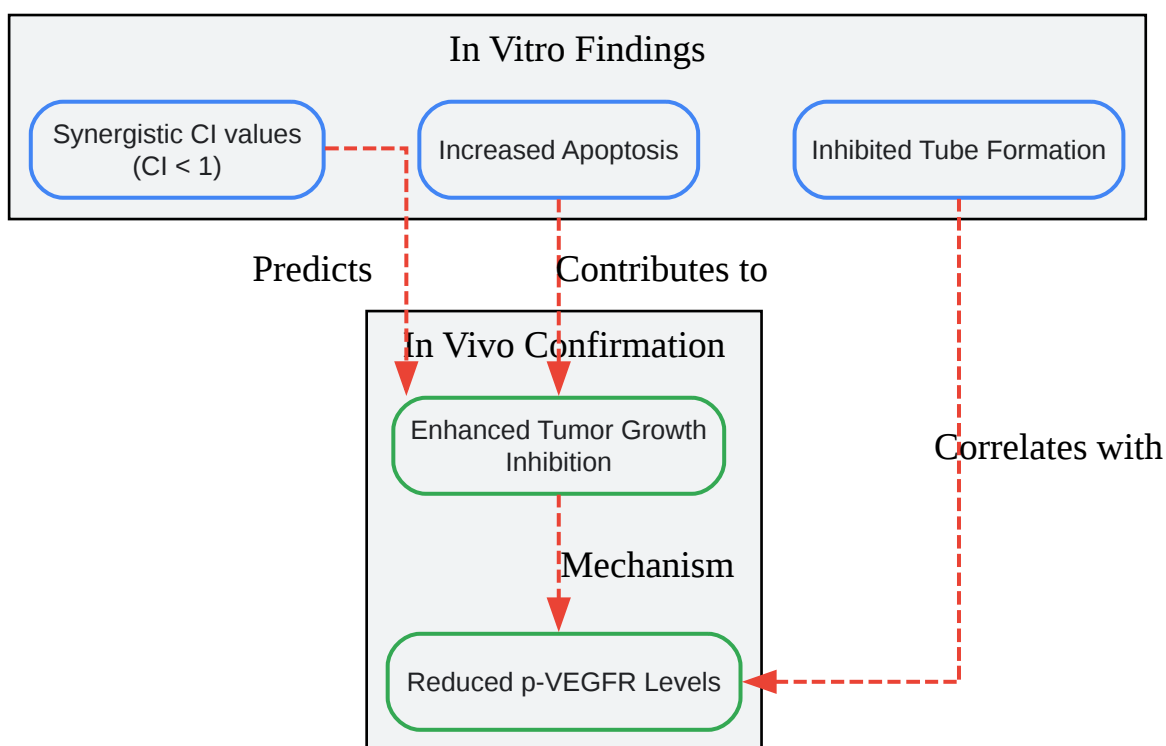 In Vitro Findings
Synergistic CI values
(CI < 1)
Increased Apoptosis
Inhibited Tube Formation
Predicts
Contributes to
In Vivo Confirmation
Enhanced Tumor Growth
Inhibition
Correlates with
Mechanism
Reduced p-VEGFR Levels